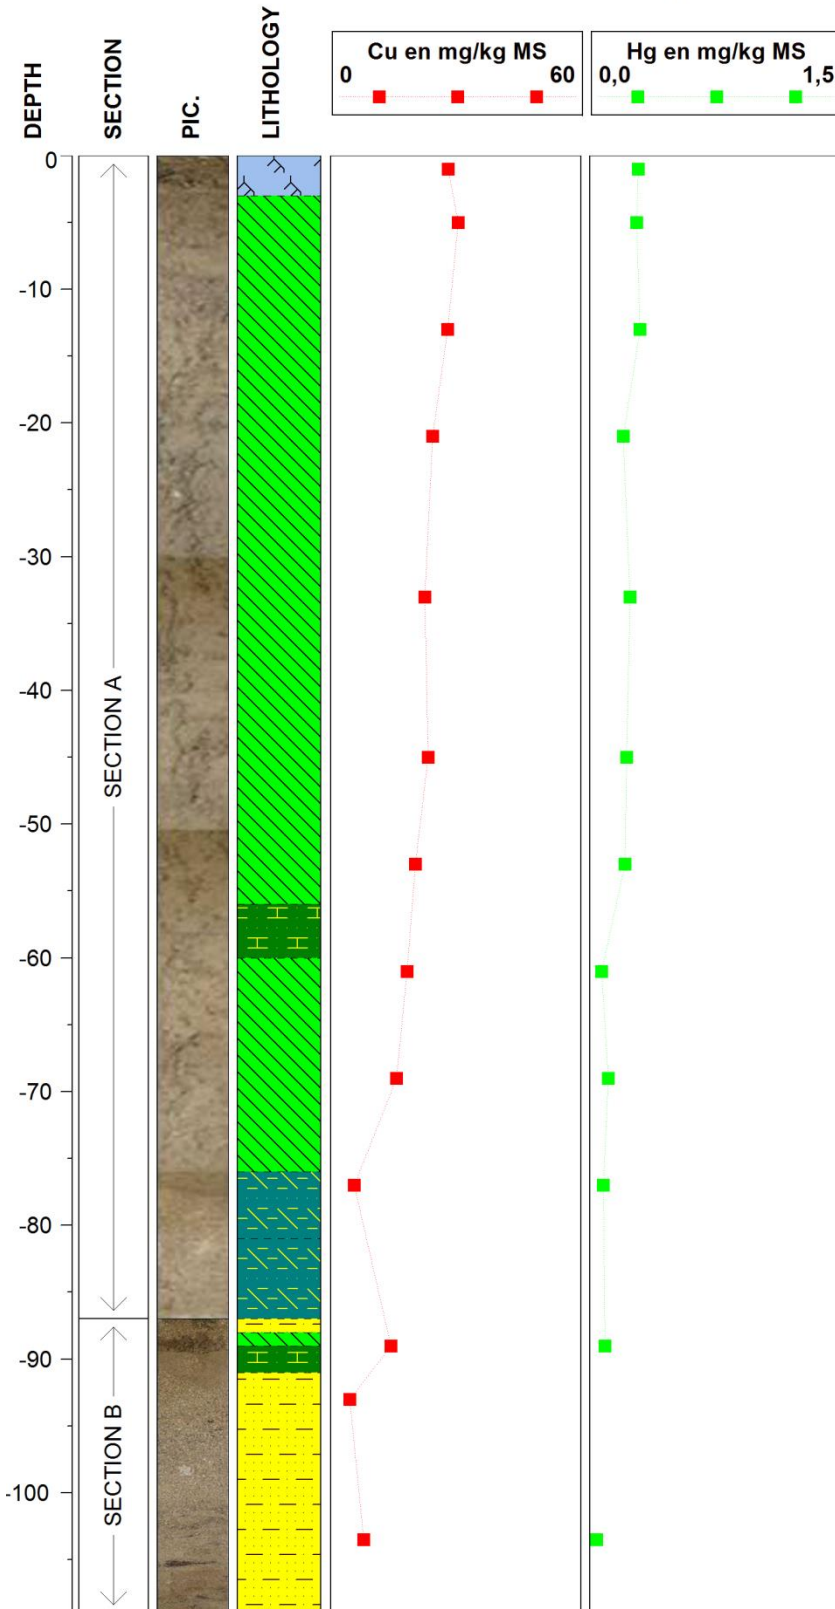 DEPTH
SECTION
PIC.
LITHOLOGY
Cu en mg/kg MS
0 60
Hg en mg/kg MS
0,0 1,5
0
-10
-20
-30
-40
-50
-60
-70
-80
-90
-100
SECTION A
SECTION B